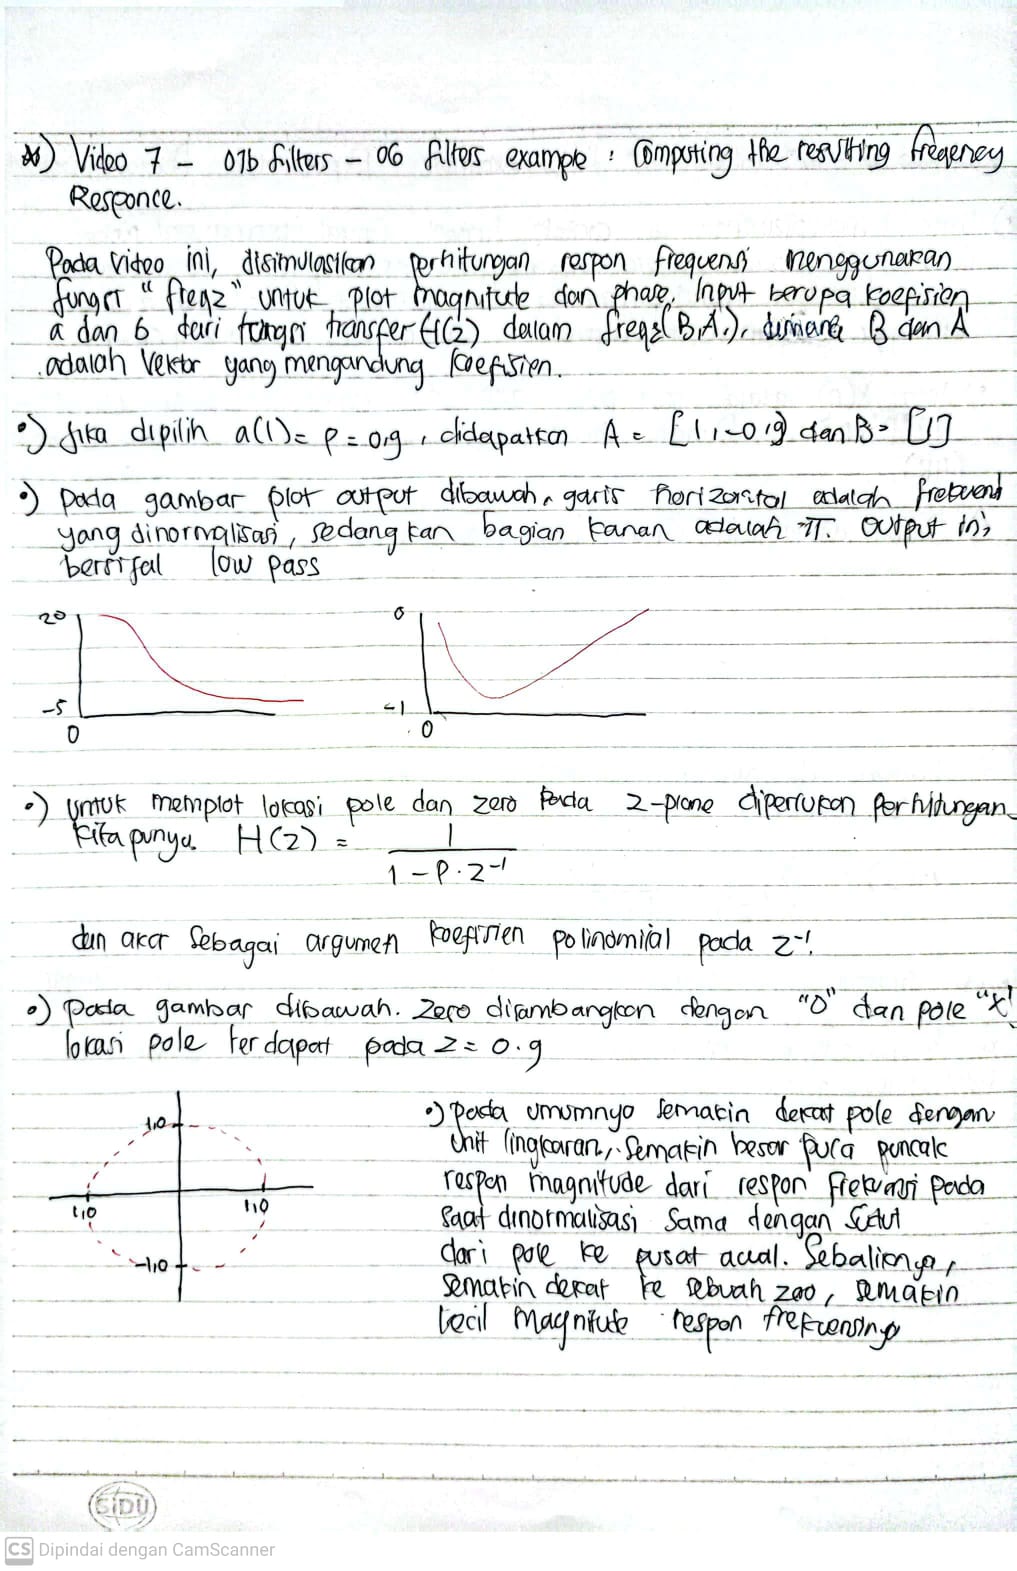 *) Video 7 – 07b filters – 06 filters example : Computing the resulting freqency
Responce.
Pada Video ini, disimulasikan perhitungan respon frequensi menggunakan
fungsi "freqz" untuk plot magnitude dan phase. Input berupa koefisien
a dan b dari fungsi transfer H(z) dalam freqz(B,A.), dimana B dan A
adalah Vektor yang mengandung koefisien.
•) Jika dipilih a(1) = p = 0,9 , didapatkan A = [1, -0,9] dan B = [1]
•) pada gambar plot output dibawah, garis horizontal adalah frekuensi
yang dinormalisasi, sedangkan bagian kanan adalah π. Output ini
bersifat low pass
20
-5
0
0
-1
0
•) Untuk memplot lokasi pole dan zero pada z-plane diperlukan perhitungan.
kita punya H(z) = 1
1 – P · z⁻¹
dan akar sebagai argumen koefisien polinomial pada z⁻¹.
•) pada gambar dibawah. Zero dilambangkan dengan "0" dan pole "x"
lokasi pole terdapat pada z = 0.9
1,0
1,0
1,0
-1,0
•) pada umumnya semakin dekat pole dengan
Unit lingkaran, Semakin besar pula puncak
respon magnitude dari respon frekuensi pada
Saat dinormalisasi sama dengan sudut
dari pole ke pusat awal. Sebaliknya,
semakin dekat ke sebuah zero, semakin
kecil magnitude respon frekuensinya
SiDU
CS Dipindai dengan CamScanner